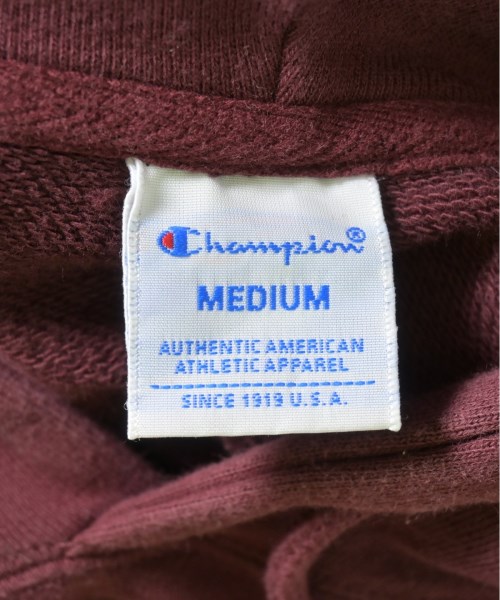 Champion®
MEDIUM
AUTHENTIC AMERICAN
ATHLETIC APPAREL
SINCE 1919 U.S.A.